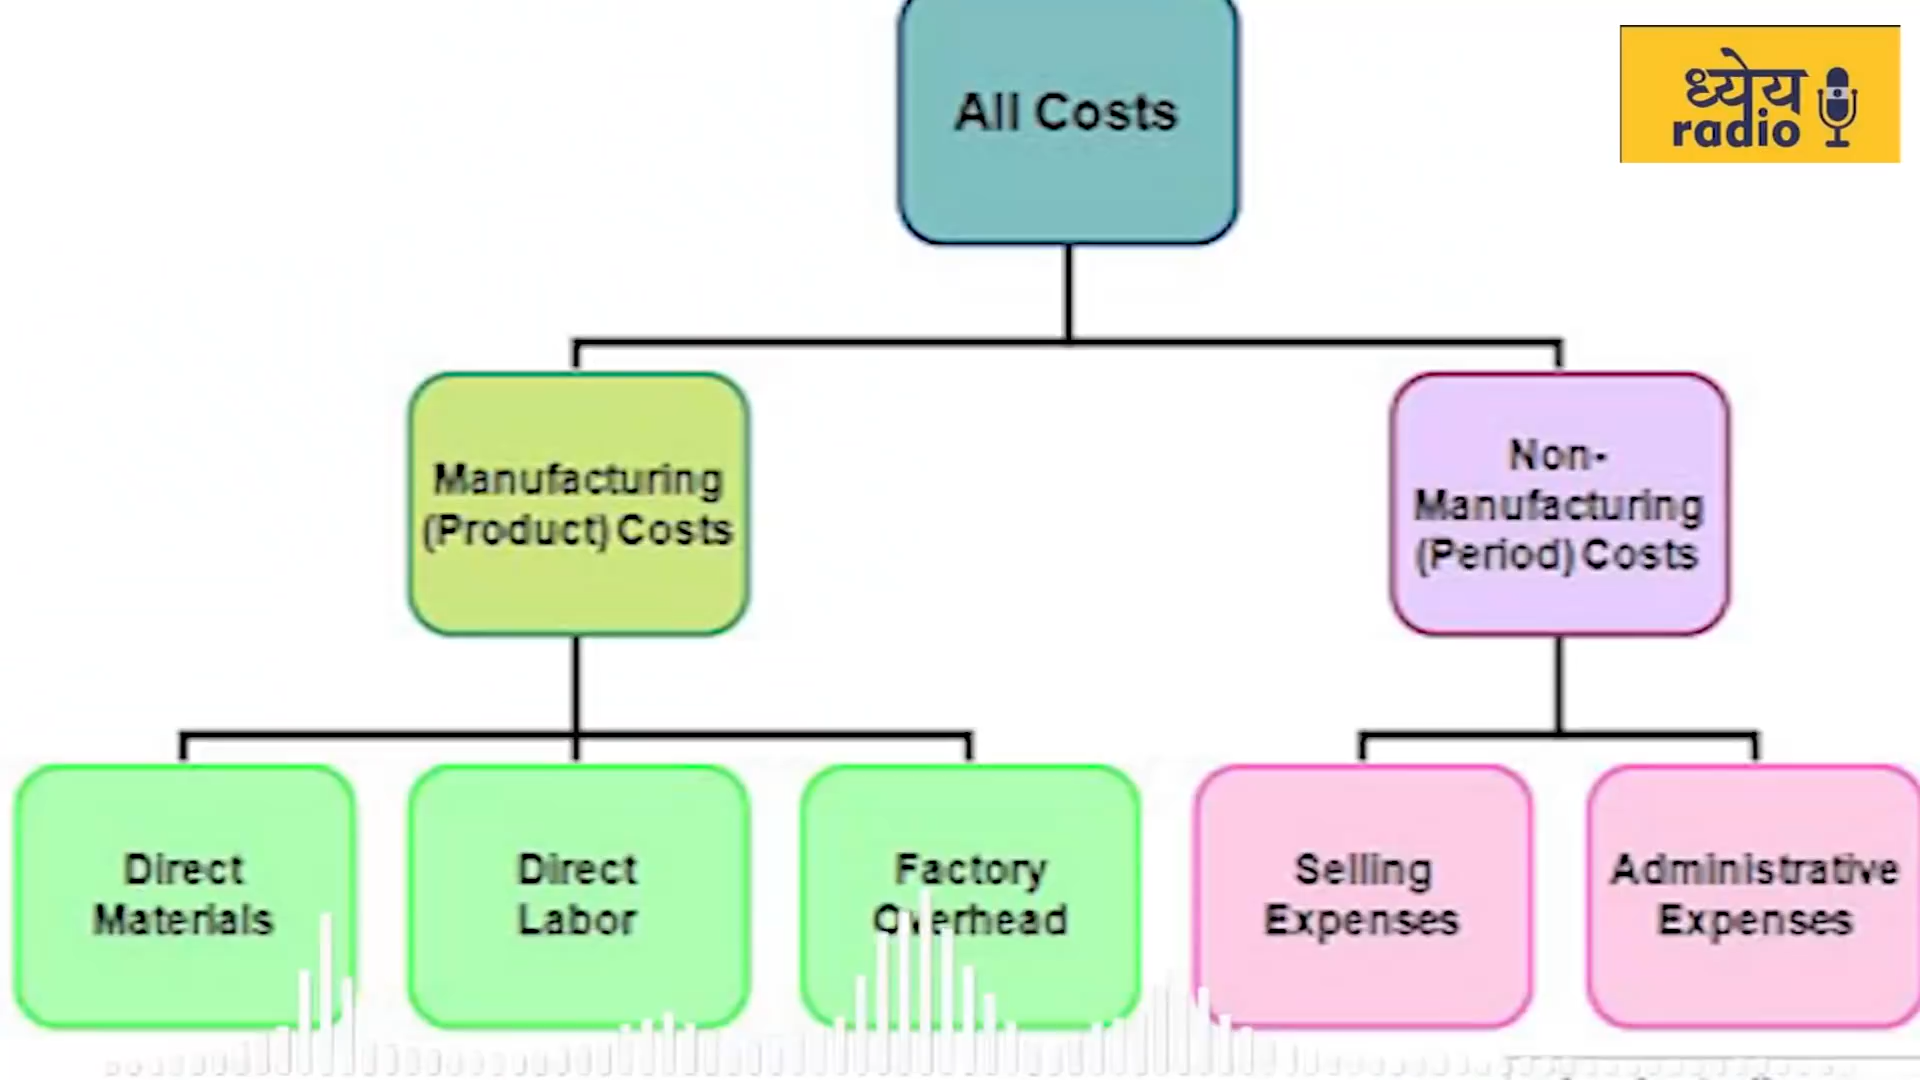 All Costs
ध्येय
radio
Manufacturing
(Product) Costs
Non-
Manufacturing
(Period) Costs
Direct
Materials
Direct
Labor
Factory
Overhead
Selling
Expenses
Administrative
Expenses